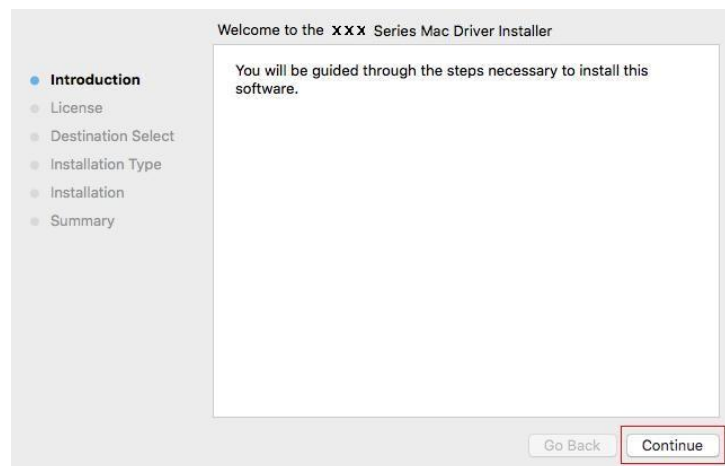 Welcome to the XXX Series Mac Driver Installer
Introduction
License
Destination Select
Installation Type
Installation
Summary
You will be guided through the steps necessary to install this
software.
Go Back
Continue